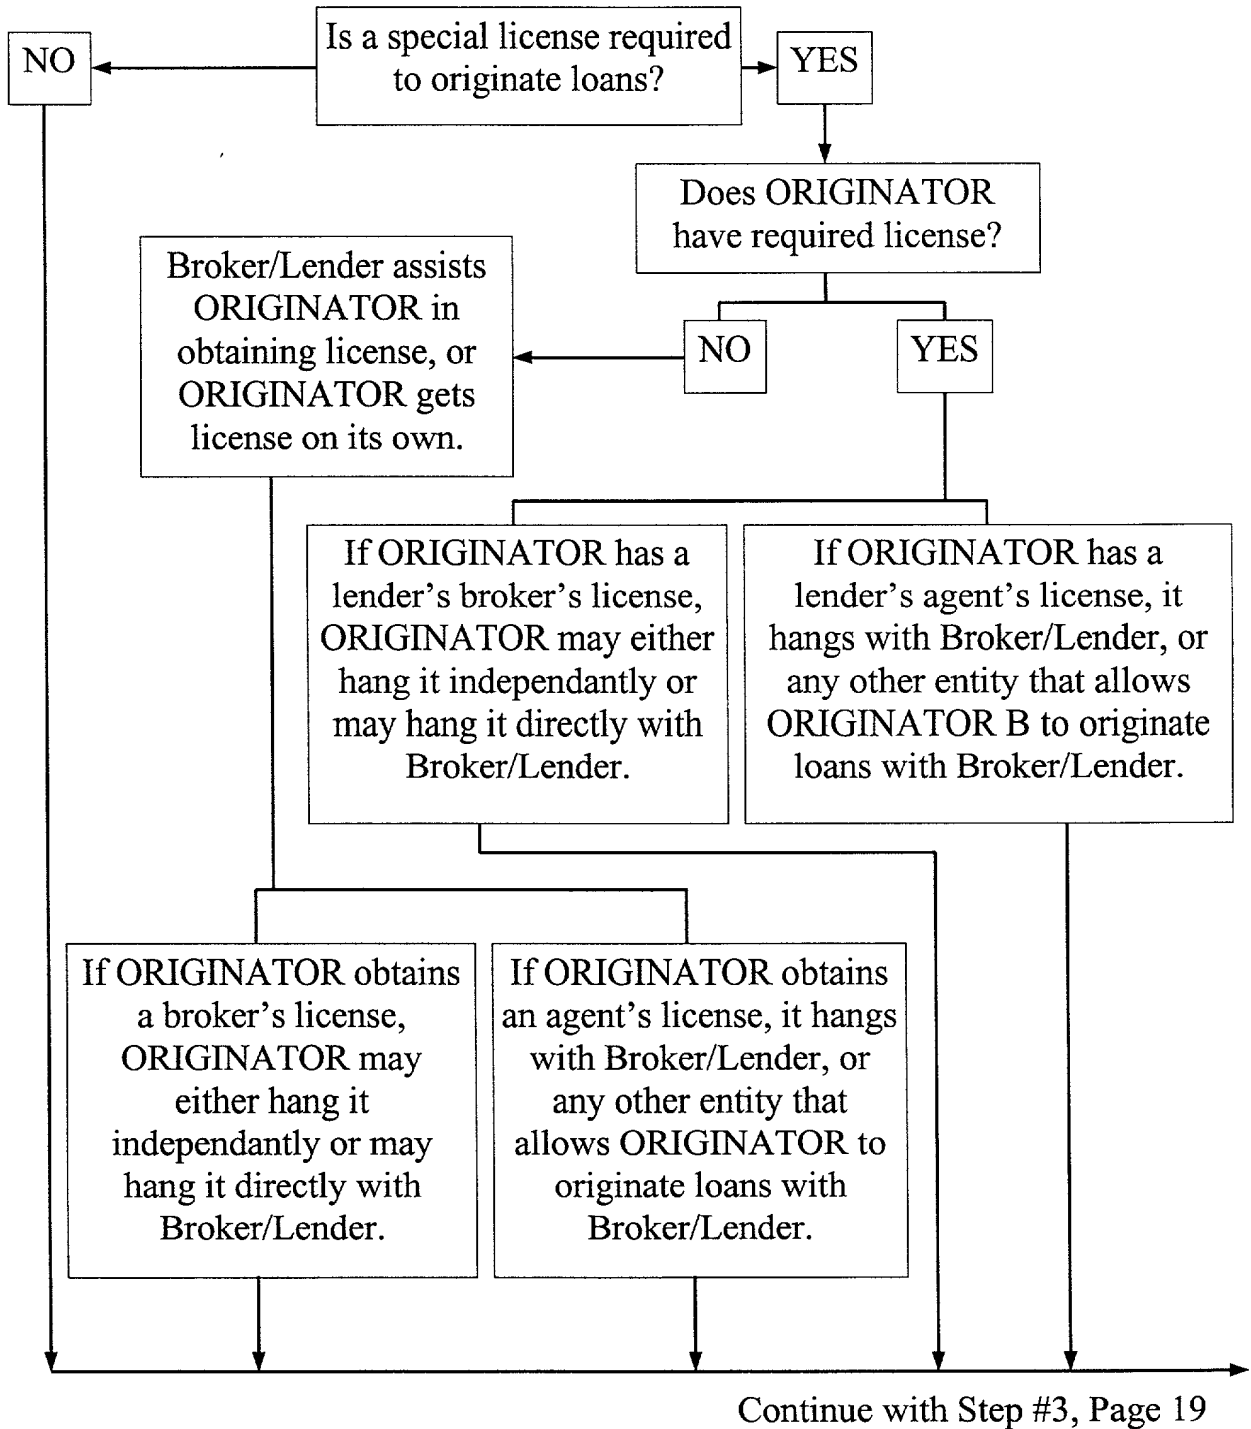 Is a special license required
to originate loans?
NO
YES
Does ORIGINATOR
have required license?
NO
YES
Broker/Lender assists
ORIGINATOR in
obtaining license, or
ORIGINATOR gets
license on its own.
If ORIGINATOR has a
lender’s broker’s license,
ORIGINATOR may either
hang it independantly or
may hang it directly with
Broker/Lender.
If ORIGINATOR has a
lender’s agent’s license, it
hangs with Broker/Lender, or
any other entity that allows
ORIGINATOR B to originate
loans with Broker/Lender.
If ORIGINATOR obtains
a broker’s license,
ORIGINATOR may
either hang it
independantly or may
hang it directly with
Broker/Lender.
If ORIGINATOR obtains
an agent’s license, it hangs
with Broker/Lender, or
any other entity that
allows ORIGINATOR to
originate loans with
Broker/Lender.
Continue with Step #3, Page 19